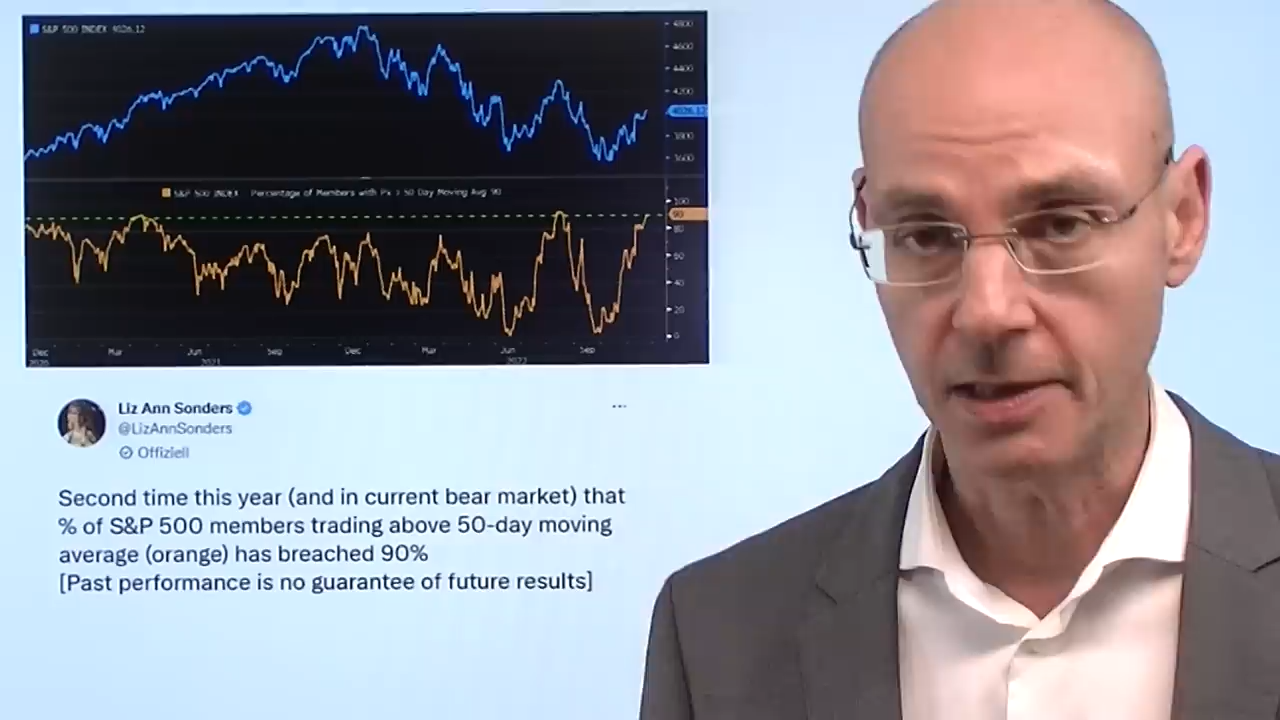 S&P 500 INDEX 4026.12
4800
4600
4400
4200
4026.12
3800
3600
S&P 500 INDEX Percentage of Members with Px > 50 Day Moving Avg 90
100
90
80
60
40
20
0
Dec Mar Jun Sep Dec Mar Jun Sep
2020 2021 2022
Liz Ann Sonders
@LizAnnSonders
Offiziell
Second time this year (and in current bear market) that
% of S&P 500 members trading above 50-day moving
average (orange) has breached 90%
[Past performance is no guarantee of future results]